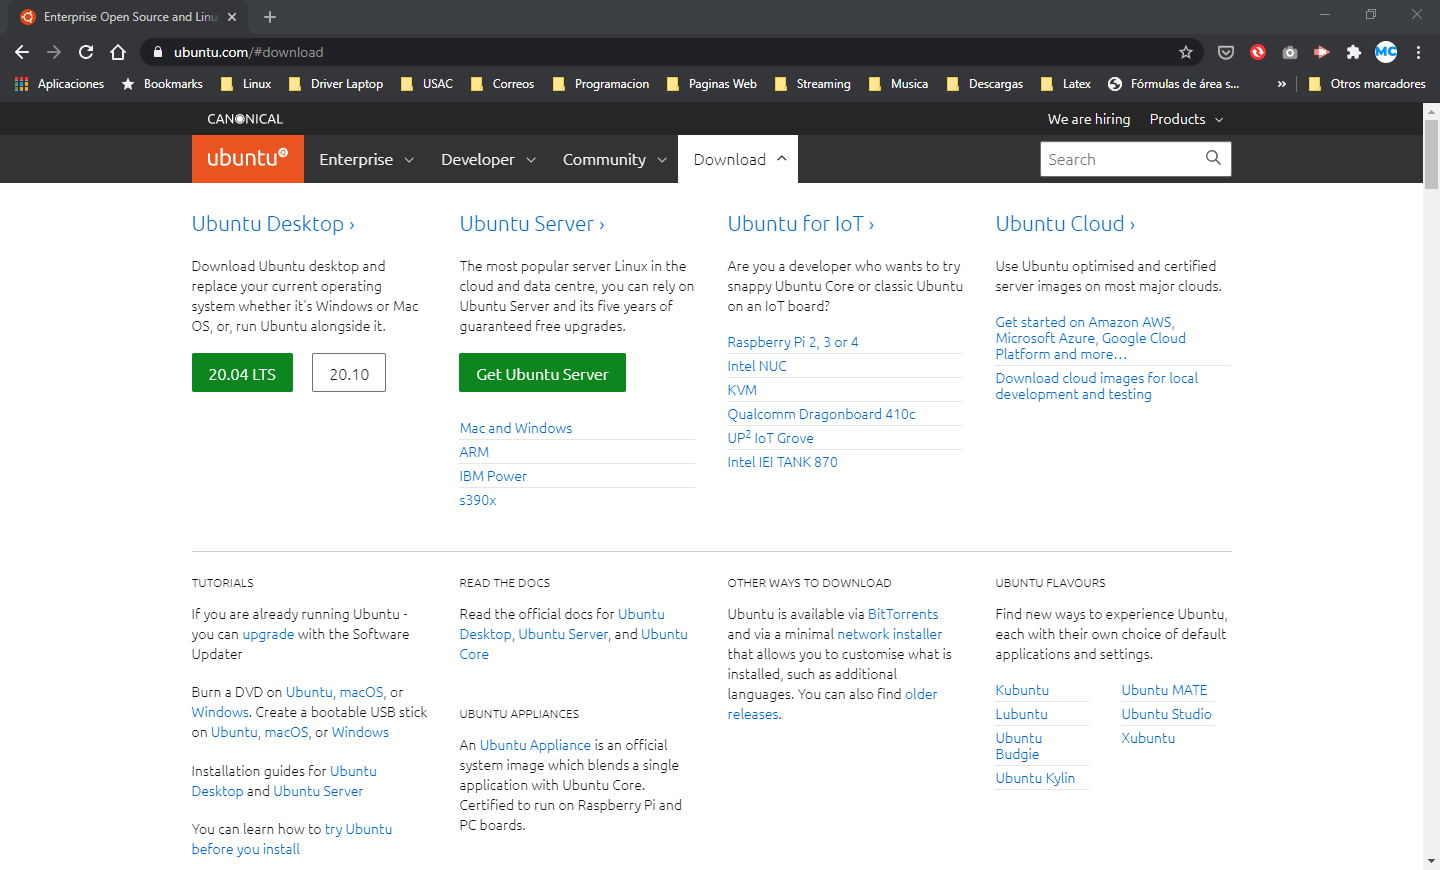 Enterprise Open Source and Linu
ubuntu.com/#download
Aplicaciones
Bookmarks
Linux
Driver Laptop
USAC
Correos
Programacion
Paginas Web
Streaming
Musica
Descargas
Latex
Fórmulas de área s...
»
Otros marcadores
MC
CANONICAL
We are hiring
Products
ubuntu
Enterprise
Developer
Community
Download
Search
Ubuntu Desktop ›
Download Ubuntu desktop and
replace your current operating
system whether it's Windows or Mac
OS, or, run Ubuntu alongside it.
20.04 LTS
20.10
Ubuntu Server ›
The most popular server Linux in the
cloud and data centre, you can rely on
Ubuntu Server and its five years of
guaranteed free upgrades.
Get Ubuntu Server
Mac and Windows
ARM
IBM Power
s390x
Ubuntu for IoT ›
Are you a developer who wants to try
snappy Ubuntu Core or classic Ubuntu
on an IoT board?
Raspberry Pi 2, 3 or 4
Intel NUC
KVM
Qualcomm Dragonboard 410c
UP² IoT Grove
Intel IEI TANK 870
Ubuntu Cloud ›
Use Ubuntu optimised and certified
server images on most major clouds.
Get started on Amazon AWS,
Microsoft Azure, Google Cloud
Platform and more…
Download cloud images for local
development and testing
TUTORIALS
If you are already running Ubuntu -
you can upgrade with the Software
Updater
Burn a DVD on Ubuntu, macOS, or
Windows. Create a bootable USB stick
on Ubuntu, macOS, or Windows
Installation guides for Ubuntu
Desktop and Ubuntu Server
You can learn how to try Ubuntu
before you install
READ THE DOCS
Read the official docs for Ubuntu
Desktop, Ubuntu Server, and Ubuntu
Core
UBUNTU APPLIANCES
An Ubuntu Appliance is an official
system image which blends a single
application with Ubuntu Core.
Certified to run on Raspberry Pi and
PC boards.
OTHER WAYS TO DOWNLOAD
Ubuntu is available via BitTorrents
and via a minimal network installer
that allows you to customise what is
installed, such as additional
languages. You can also find older
releases.
UBUNTU FLAVOURS
Find new ways to experience Ubuntu,
each with their own choice of default
applications and settings.
Kubuntu
Lubuntu
Ubuntu
Budgie
Ubuntu Kylin
Ubuntu MATE
Ubuntu Studio
Xubuntu